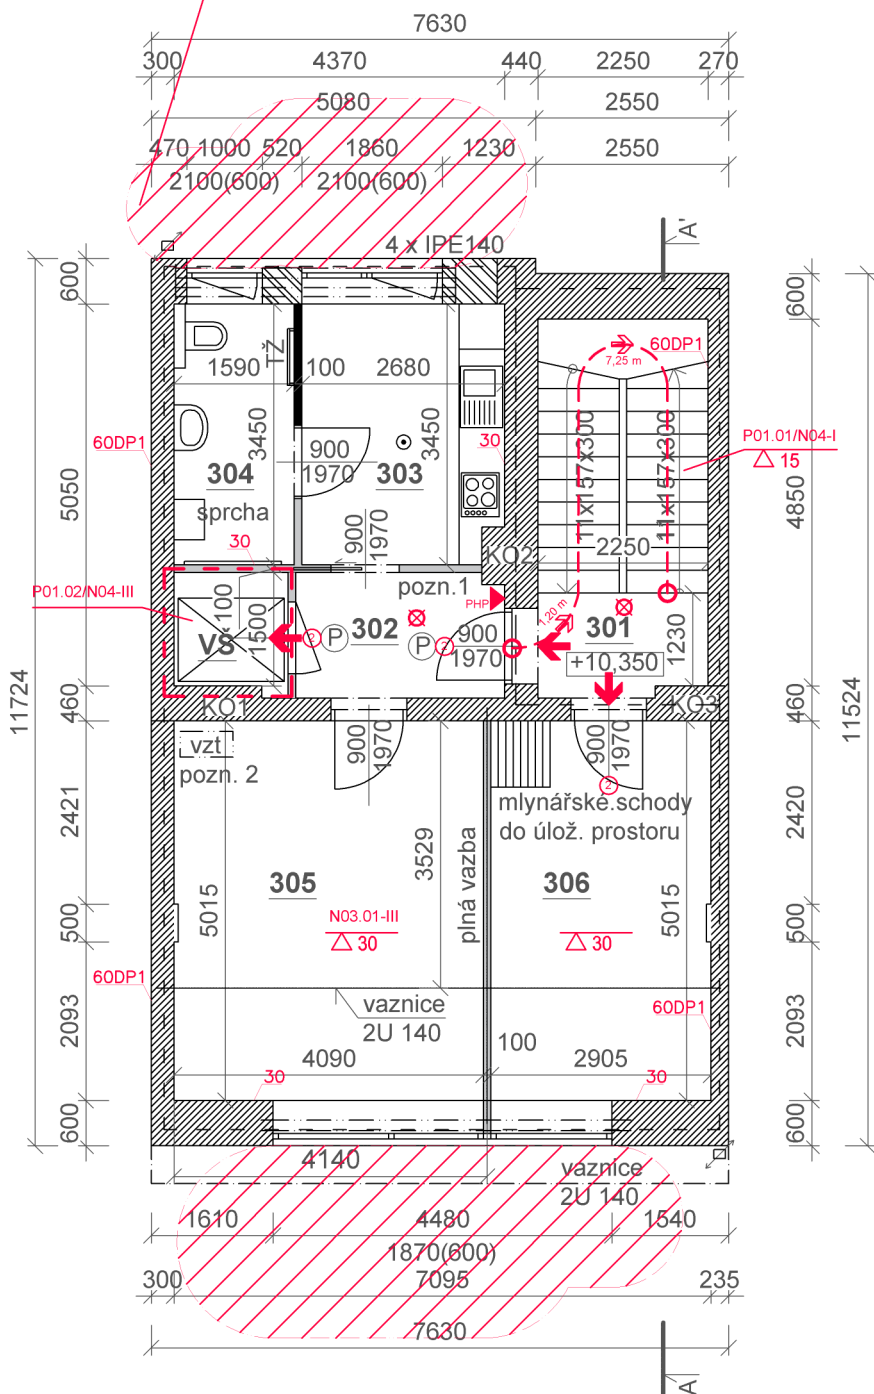 7630
300 4370 440 2250 270
5080 2550
470 1000 520 1860 1230 2550
2100(600) 2100(600)
A'
4 x IPE140
600 600
TŽ 60DP1
7,25 m
1590 100 2680
11x157x300 11x157x300
60DP1 3450 900 3450 30 P01.01/N04-I
1970 15
304 303
5050 4850
sprcha
30 900 1970 KO2 2250
P01.02/N04-III 100 pozn.1
PHP 1,20 m
VŠ 1500 2 P 302 P 2 900 301 1230
1970 +10,350
11724 460 KO1 KO3 460 11524
vzt 900 1970 900 1970
pozn. 2 2
mlynářské.schody
do úlož. prostoru
2421 3529 plná vazba 2420
305 306
5015 N03.01-III 5015
500 30 30 500
60DP1
vaznice 60DP1
2U 140
2093 100 2093
4090 2905
30 30
600 600
4140 vaznice
2U 140
1610 4480 1540
1870(600)
300 7095 235
7630
A